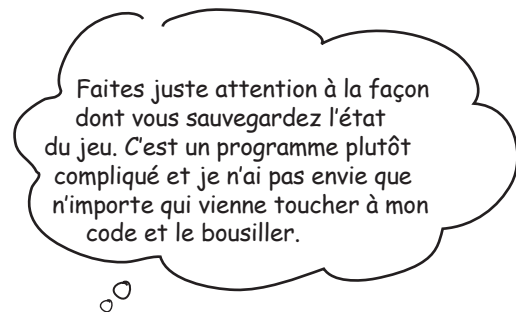 Faites juste attention à la façon
dont vous sauvegardez l'état
du jeu. C'est un programme plutôt
compliqué et je n'ai pas envie que
n'importe qui vienne toucher à mon
code et le bousiller.